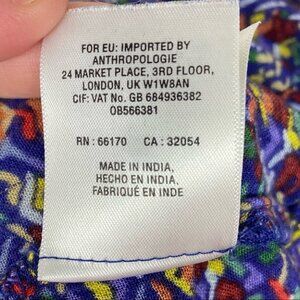 FOR EU: IMPORTED BY
ANTHROPOLOGIE
24 MARKET PLACE, 3RD FLOOR,
LONDON, UK W1W8AN
CIF: VAT No. GB 684936382
OB566381
RN : 66170 CA : 32054
MADE IN INDIA,
HECHO EN INDIA,
FABRIQUÉ EN INDE